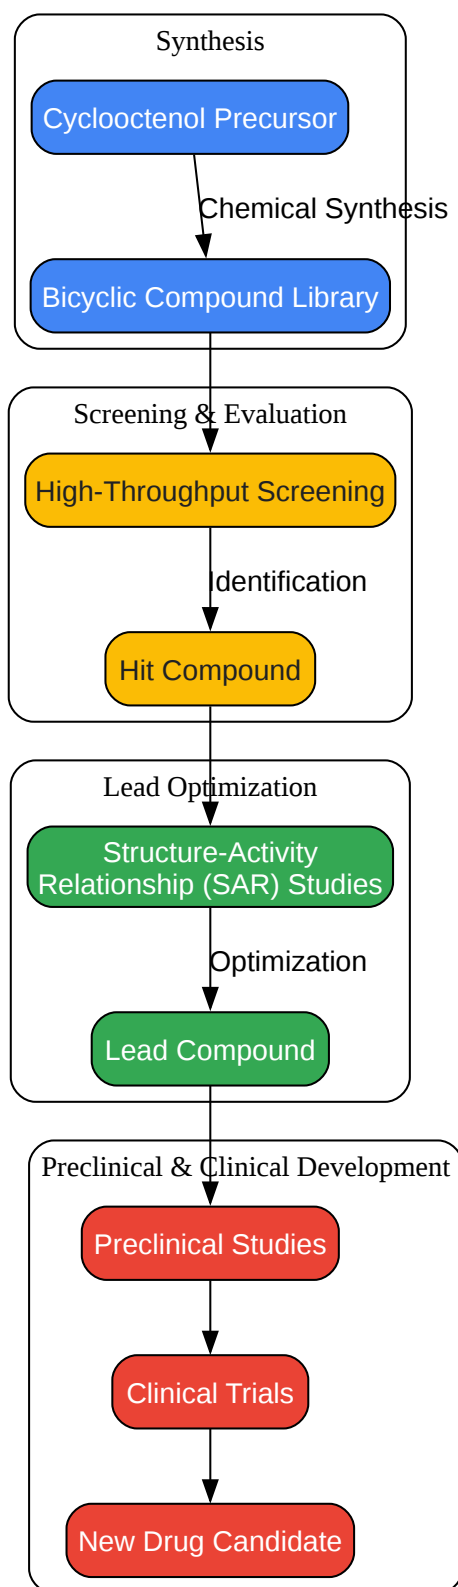 Synthesis
Cyclooctenol Precursor
Chemical Synthesis
Bicyclic Compound Library
Screening & Evaluation
High-Throughput Screening
Identification
Hit Compound
Lead Optimization
Structure-Activity
Relationship (SAR) Studies
Optimization
Lead Compound
Preclinical & Clinical Development
Preclinical Studies
Clinical Trials
New Drug Candidate